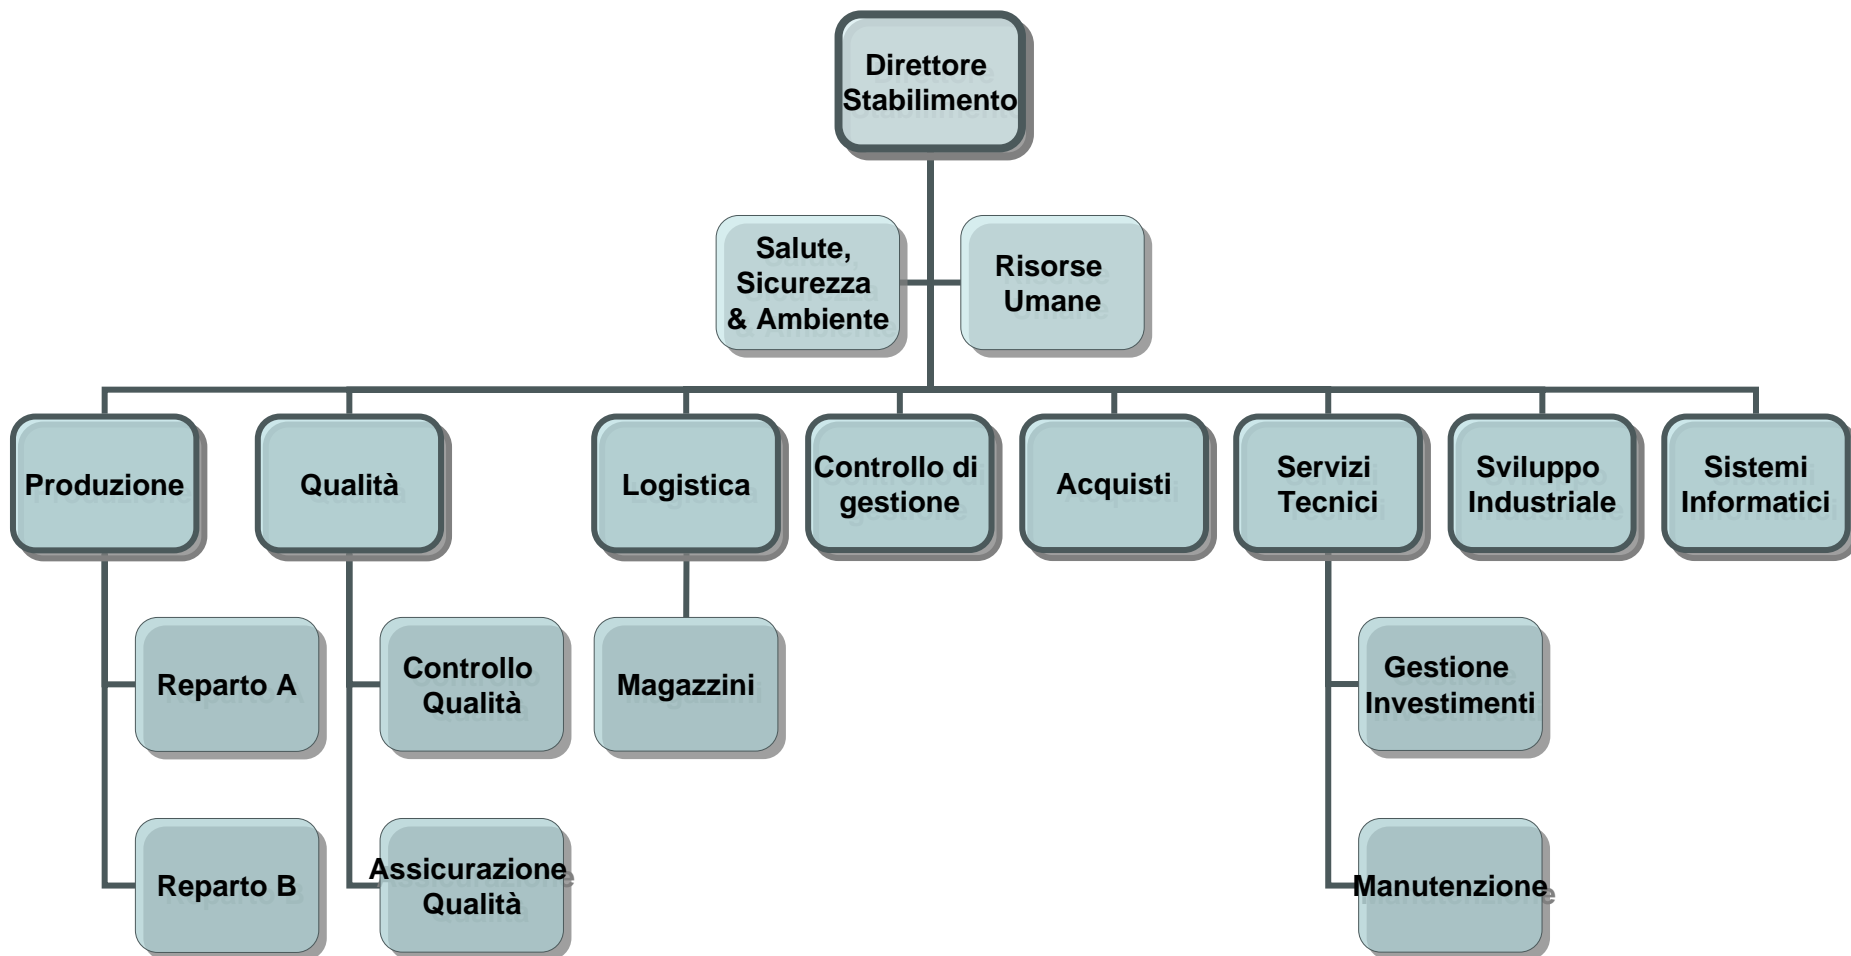 Direttore
Stabilimento
Salute,
Sicurezza
& Ambiente
Risorse
Umane
Produzione
Qualità
Logistica
Controllo di
gestione
Acquisti
Servizi
Tecnici
Sviluppo
Industriale
Sistemi
Informatici
Reparto A
Controllo
Qualità
Magazzini
Gestione
Investimenti
Reparto B
Assicurazione
Qualità
Manutenzione